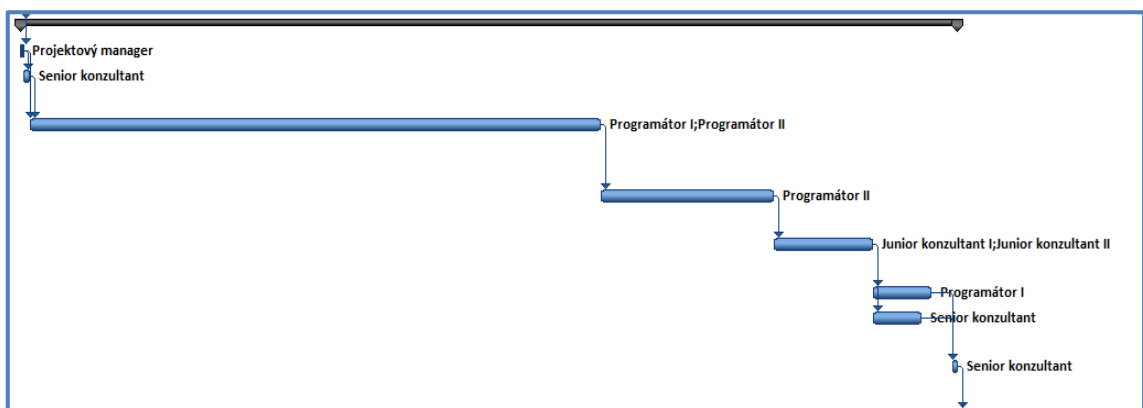 Projektový manager
Senior konzultant
Programátor I;Programátor II
Programátor II
Junior konzultant I;Junior konzultant II
Programátor I
Senior konzultant
Senior konzultant